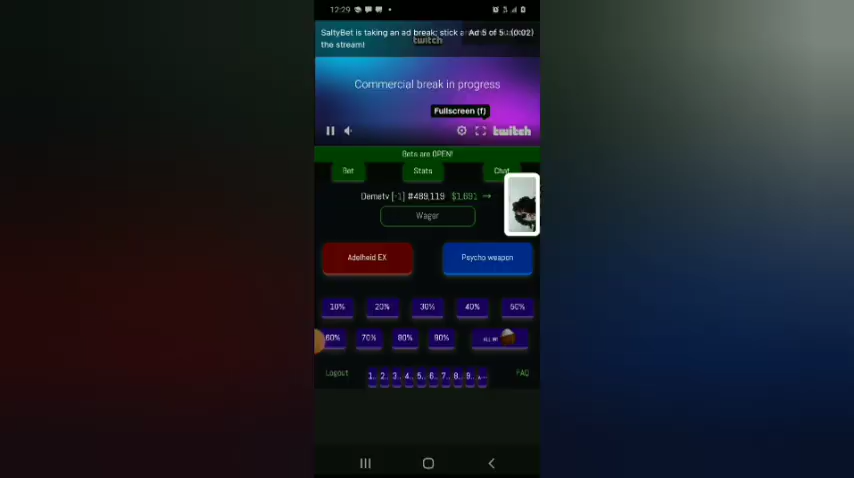 12:29
SaltyBet is taking an ad break; stick a
Ad 5 of 5 (0:02)
the stream!
twitch
Commercial break in progress
Fullscreen (f)
twitch
Bets are OPEN!
Bet Stats Chat
Demetv [-1] #489,119 $1,691 →
Wager
Adelheid EX Psycho weapon
10% 20% 30% 40% 50%
60% 70% 80% 90% ALL IN!
Logout 1.. 2.. 3.. 4.. 5.. 6.. 7.. 8.. 9.. FAQ